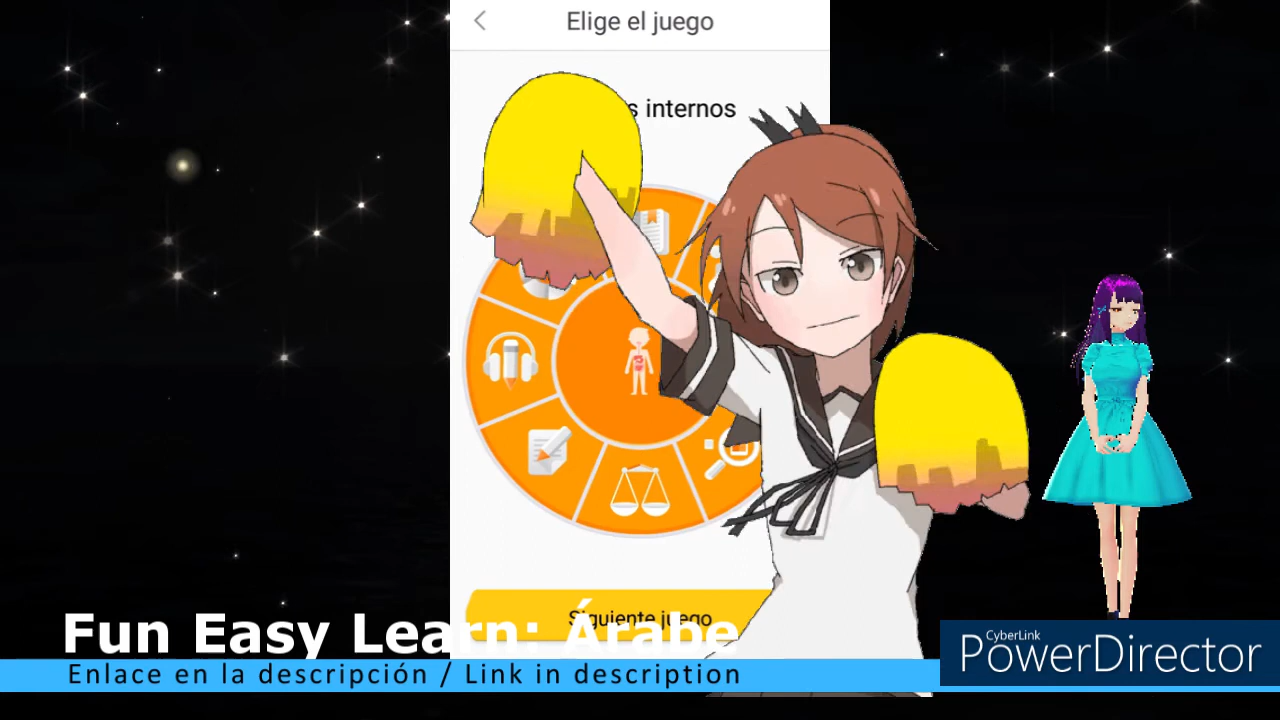 Elige el juego
s internos
Siguiente juego
Fun Easy Learn: Árabe
Enlace en la descripción / Link in description
CyberLink
PowerDirector